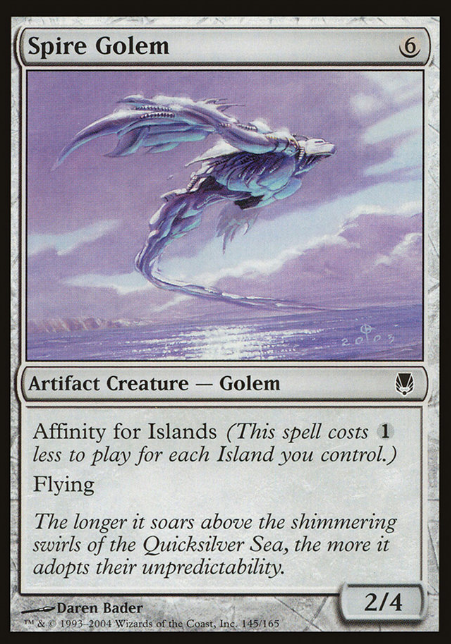 Spire Golem 6
2003
Artifact Creature — Golem
Affinity for Islands (This spell costs 1
less to play for each Island you control.)
Flying
The longer it soars above the shimmering
swirls of the Quicksilver Sea, the more it
adopts their unpredictability.
2/4
Daren Bader
™ & © 1993–2004 Wizards of the Coast, Inc. 145/165